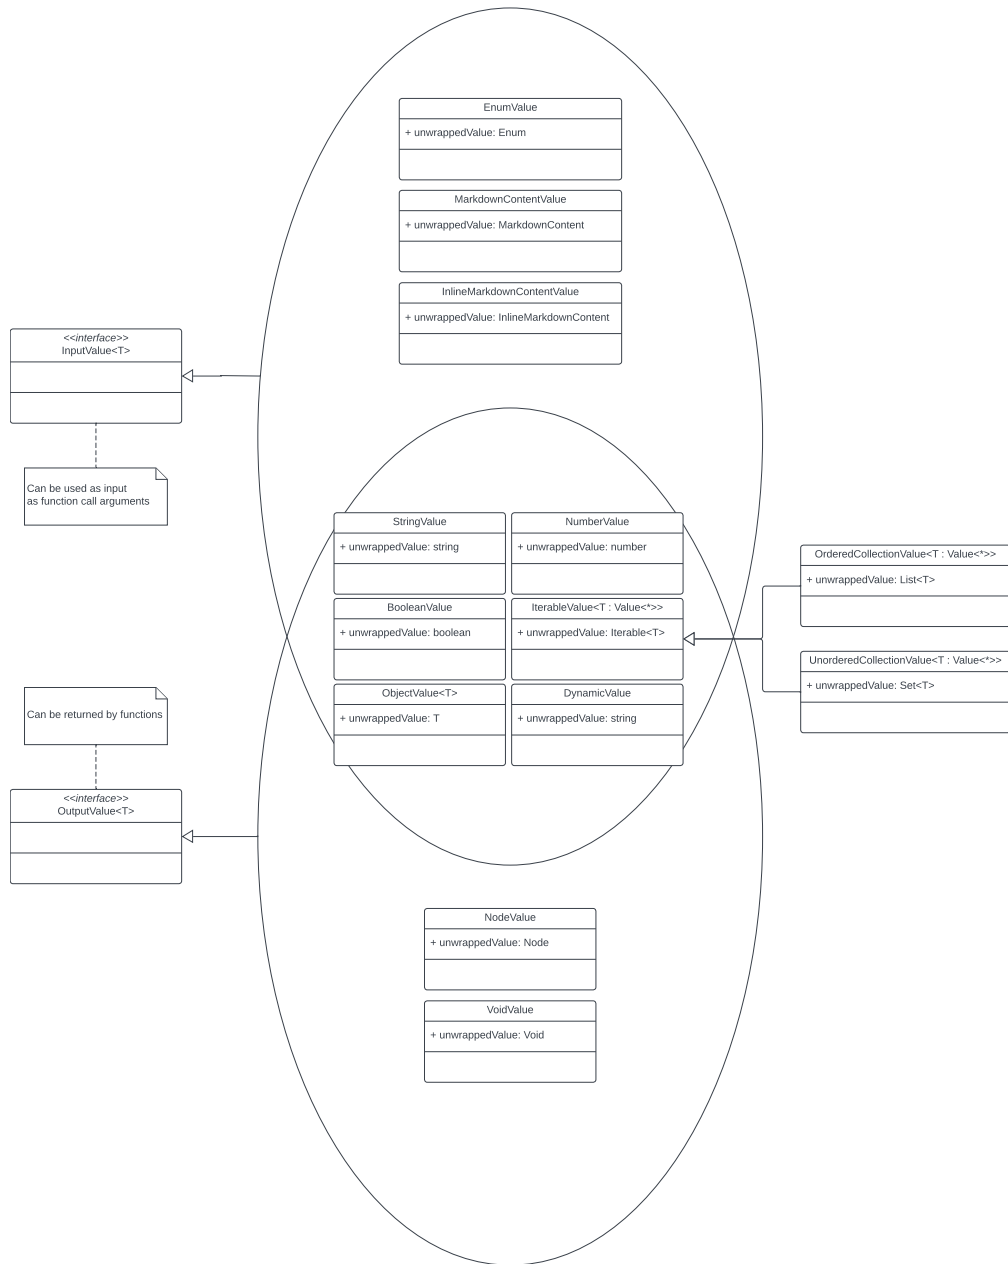 EnumValue
+ unwrappedValue: Enum
MarkdownContentValue
+ unwrappedValue: MarkdownContent
InlineMarkdownContentValue
+ unwrappedValue: InlineMarkdownContent
<<interface>>
InputValue<T>
Can be used as input
as function call arguments
StringValue
+ unwrappedValue: string
NumberValue
+ unwrappedValue: number
BooleanValue
+ unwrappedValue: boolean
IterableValue<T : Value<*>>
+ unwrappedValue: Iterable<T>
ObjectValue<T>
+ unwrappedValue: T
DynamicValue
+ unwrappedValue: string
OrderedCollectionValue<T : Value<*>>
+ unwrappedValue: List<T>
UnorderedCollectionValue<T : Value<*>>
+ unwrappedValue: Set<T>
Can be returned by functions
<<interface>>
OutputValue<T>
NodeValue
+ unwrappedValue: Node
VoidValue
+ unwrappedValue: Void